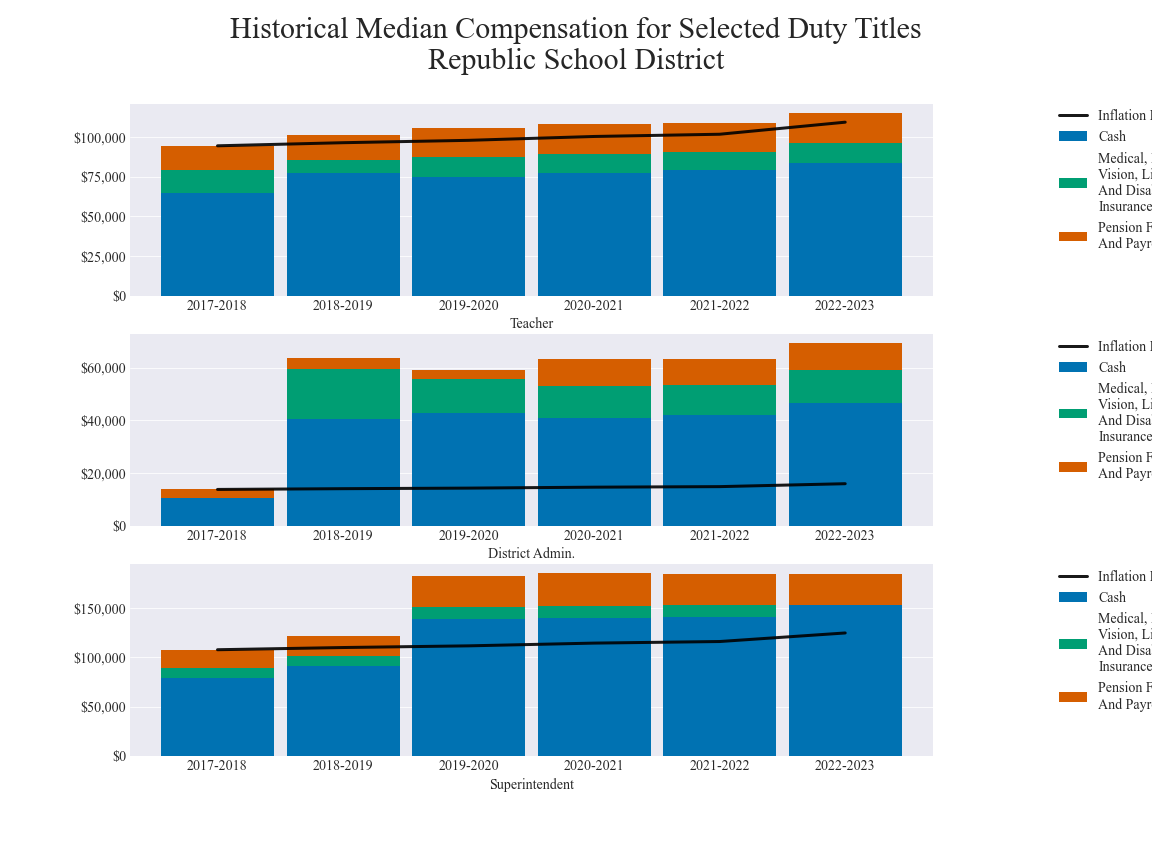 Historical Median Compensation for Selected Duty Titles
Republic School District
$100,000
$75,000
$50,000
$25,000
$0
2017-2018 2018-2019 2019-2020 2020-2021 2021-2022 2022-2023
Teacher
Inflation
Cash
Medical,
Vision,
And
Insurance
Pension
And
$60,000
$40,000
$20,000
$0
2017-2018 2018-2019 2019-2020 2020-2021 2021-2022 2022-2023
District Admin.
Inflation
Cash
Medical,
Vision,
And
Insurance
Pension
And
$150,000
$100,000
$50,000
$0
2017-2018 2018-2019 2019-2020 2020-2021 2021-2022 2022-2023
Superintendent
Inflation
Cash
Medical,
Vision,
And
Insurance
Pension
And